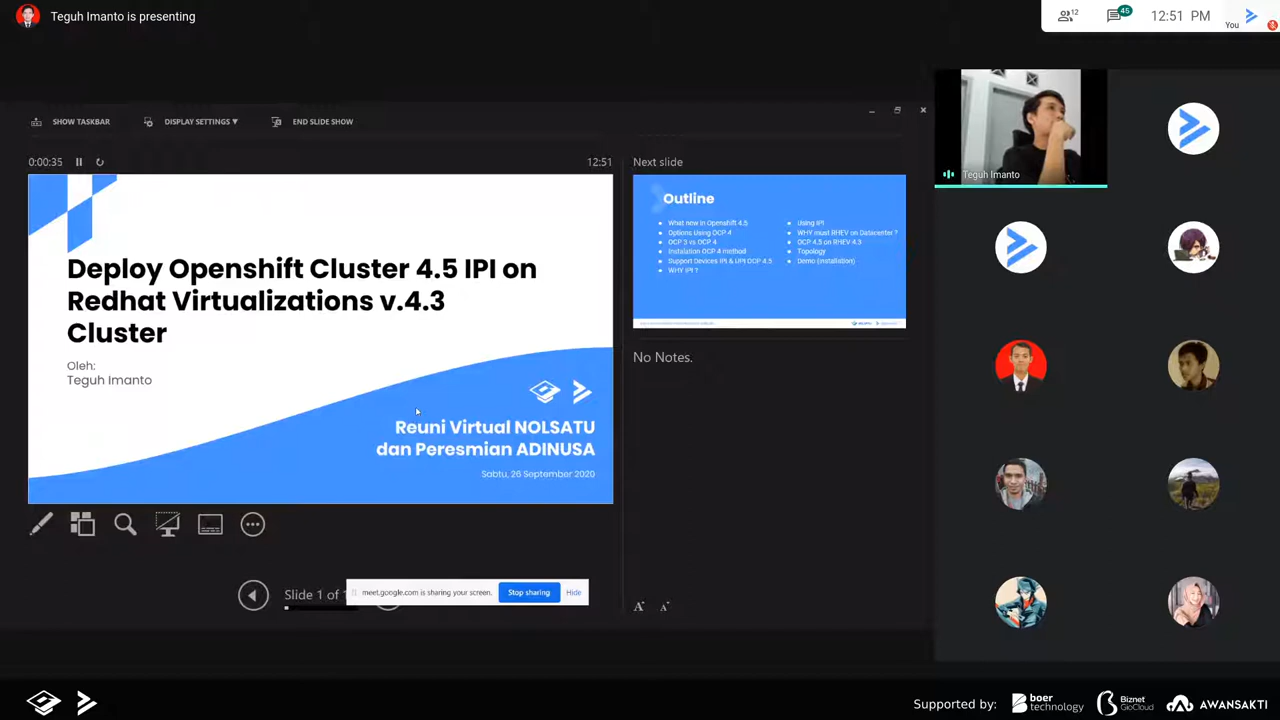 Teguh Imanto is presenting
12
45
12:51 PM
You
SHOW TASKBAR
DISPLAY SETTINGS
END SLIDE SHOW
0:00:35
12:51
Next slide
Deploy Openshift Cluster 4.5 IPI on
Redhat Virtualizations v.4.3
Cluster
Oleh:
Teguh Imanto
Reuni Virtual NOLSATU
dan Peresmian ADINUSA
Sabtu, 26 September 2020
Outline
What new in Openshift 4.5
Options Using OCP 4
OCP 3 vs OCP 4
Instalation OCP 4 method
Support Devices IPI & UPI OCP 4.5
WHY IPI ?
Using IPI
WHY must RHEV on Datacenter ?
OCP 4.5 on RHEV 4.3
Topology
Demo (Installation)
No Notes.
Teguh Imanto
Slide 1 of
meet.google.com is sharing your screen.
Stop sharing
Hide
A
A
Supported by:
boer
technology
Biznet
GioCloud
AWANSAKTI